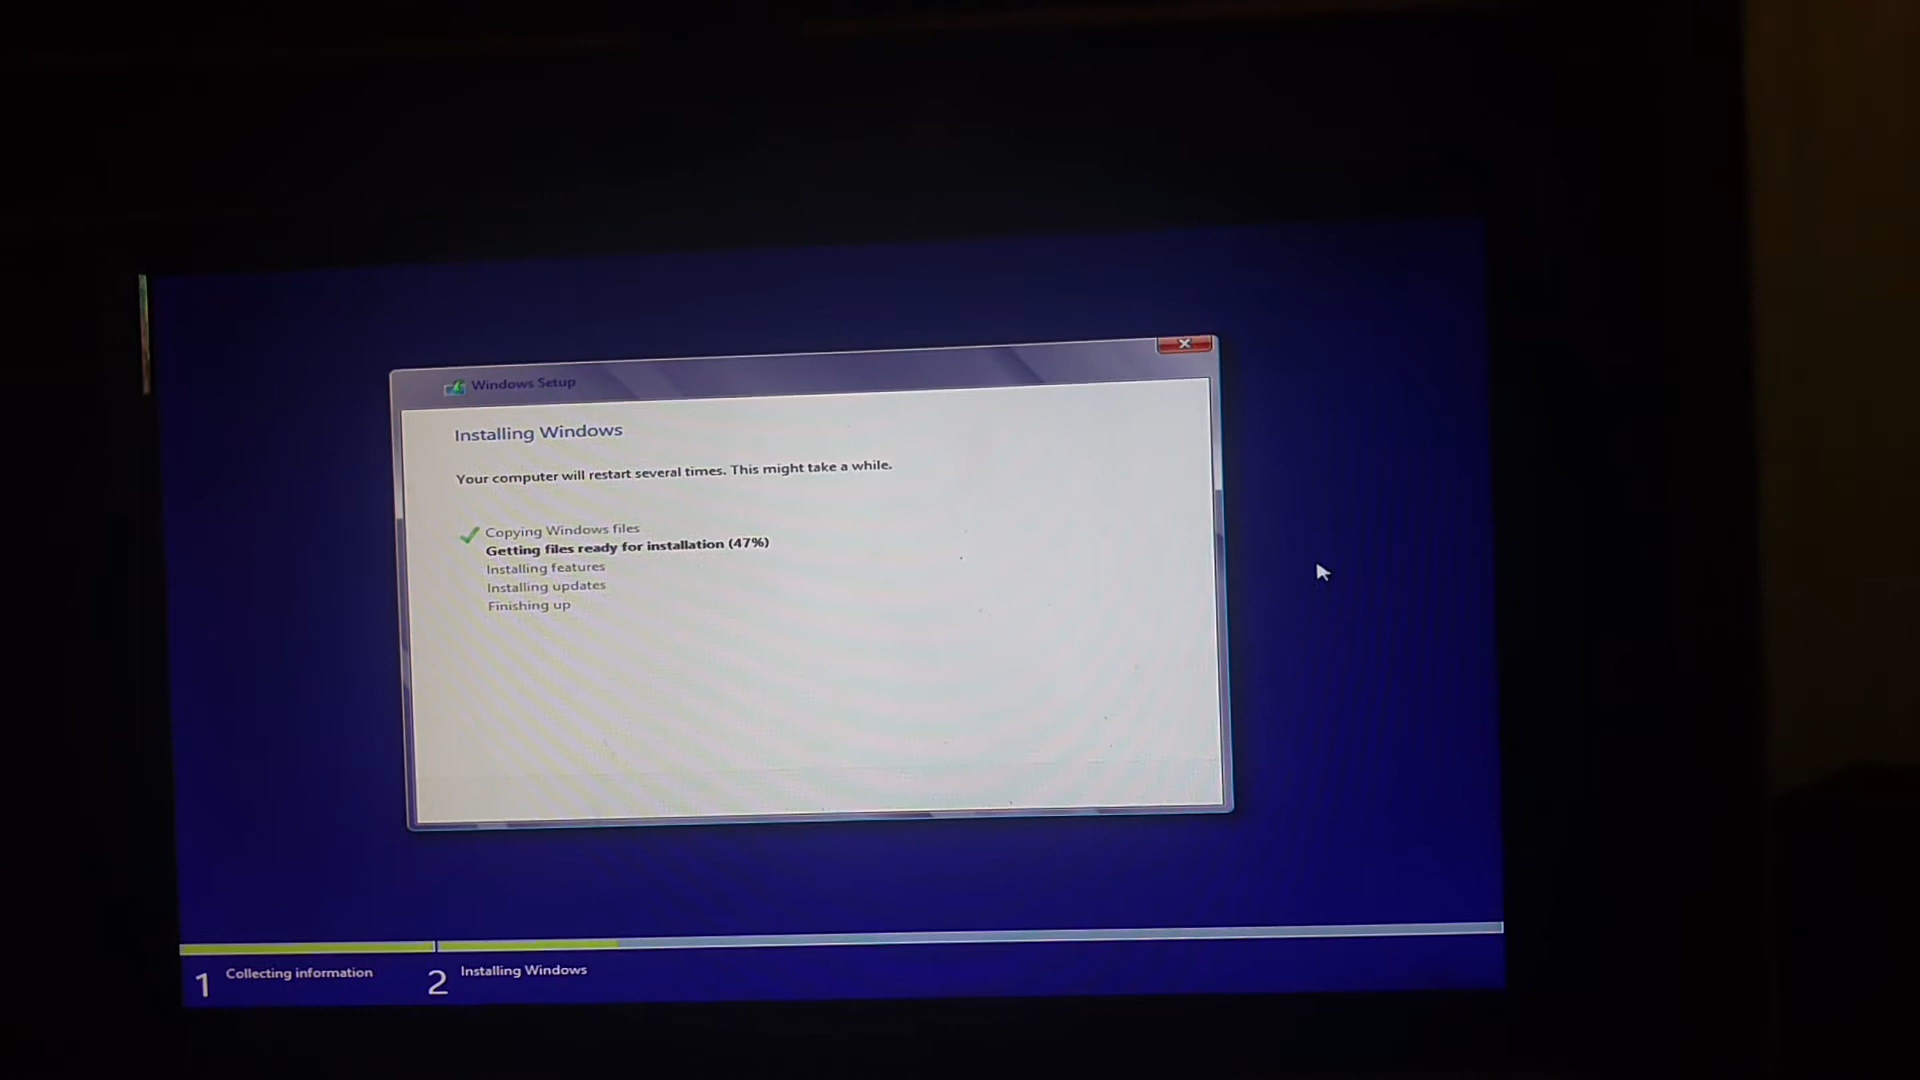 Windows Setup
Installing Windows
Your computer will restart several times. This might take a while.
Copying Windows files
Getting files ready for installation (47%)
Installing features
Installing updates
Finishing up
1 Collecting information 2 Installing Windows